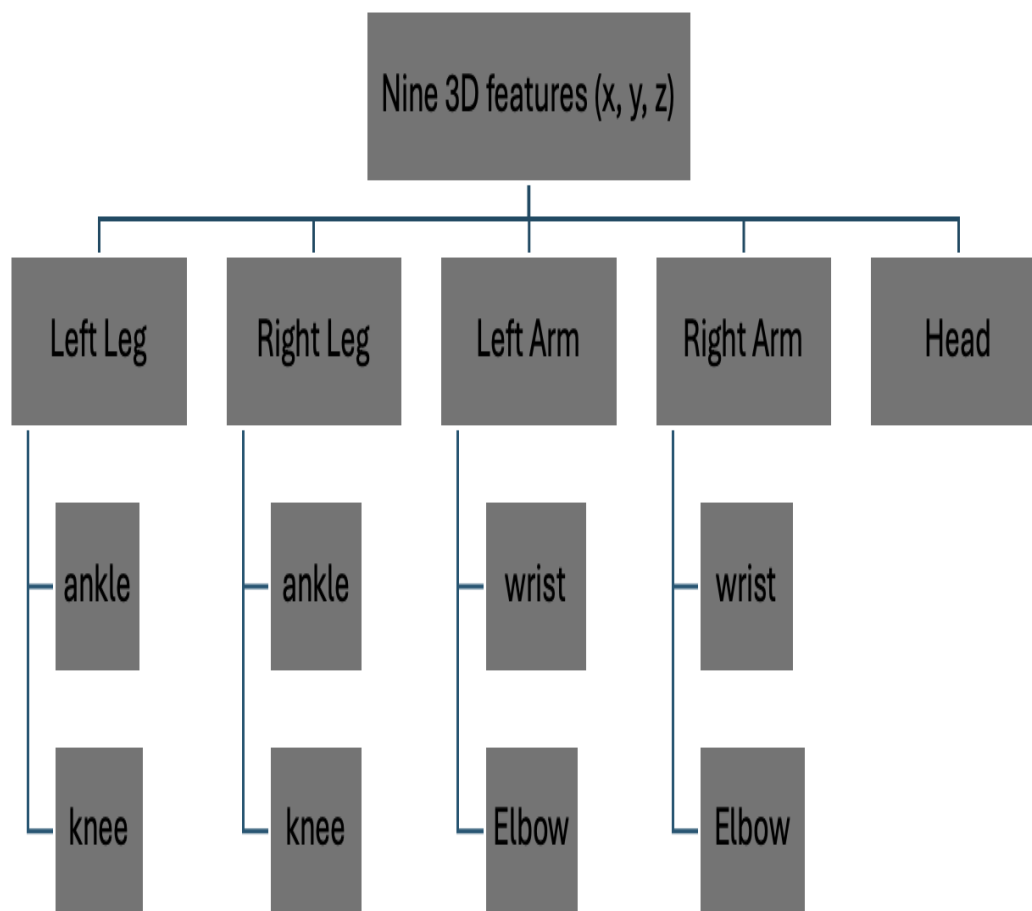 Nine 3D features (x, y, z)
Left Leg
Right Leg
Left Arm
Right Arm
Head
ankle
ankle
wrist
wrist
knee
knee
Elbow
Elbow